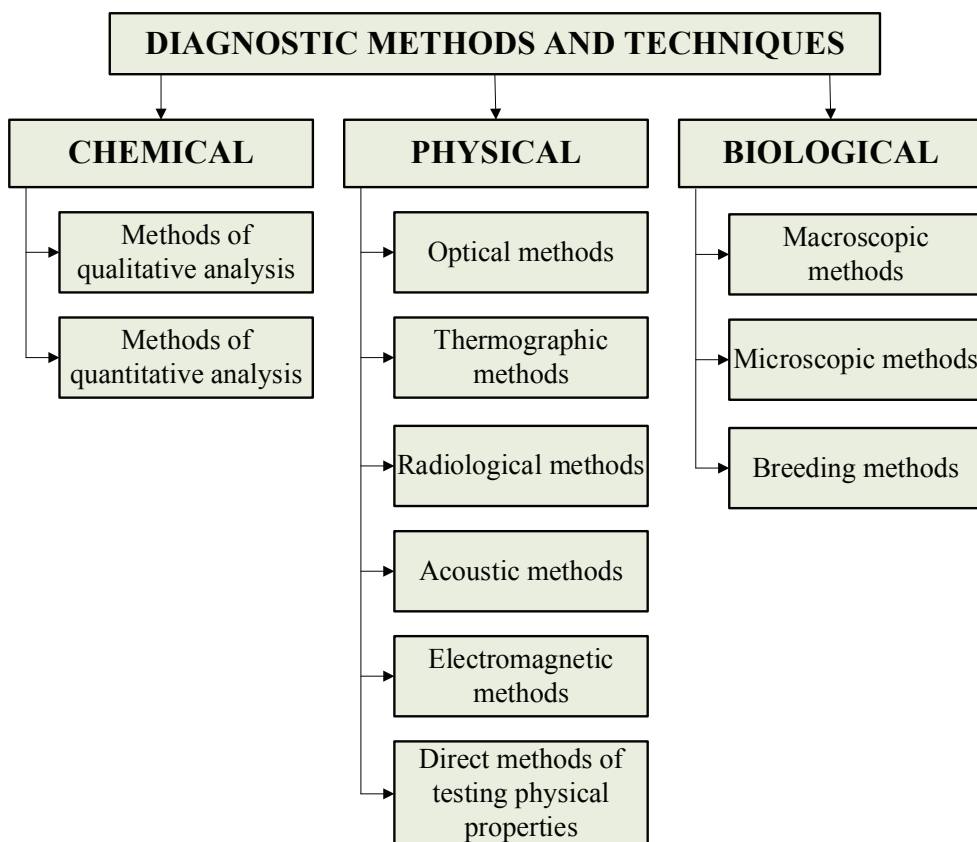 DIAGNOSTIC METHODS AND TECHNIQUES
CHEMICAL
Methods of
qualitative analysis
Methods of
quantitative analysis
PHYSICAL
Optical methods
Thermographic
methods
Radiological methods
Acoustic methods
Electromagnetic
methods
Direct methods of
testing physical
properties
BIOLOGICAL
Macroscopic
methods
Microscopic methods
Breeding methods